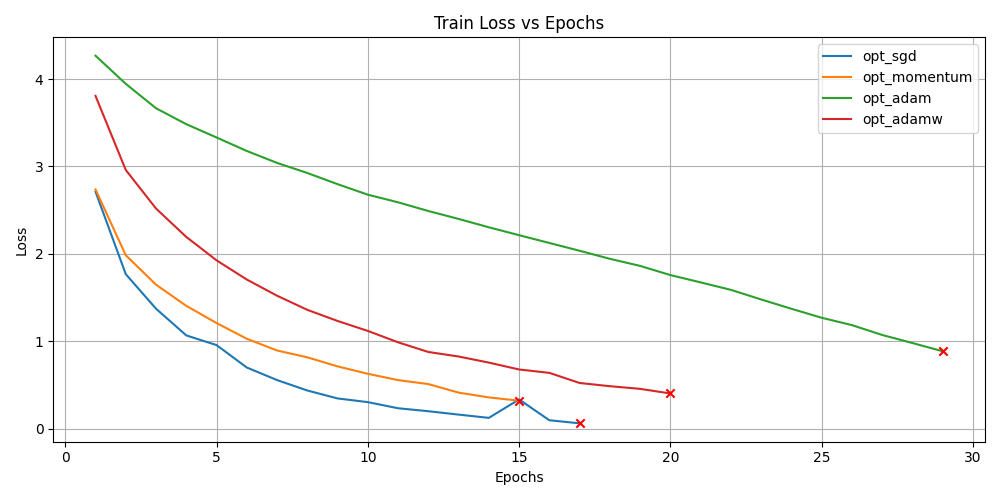 Train Loss vs Epochs
opt_sgd
opt_momentum
opt_adam
opt_adamw
Loss
4
3
2
1
0
0 5 10 15 20 25 30
Epochs